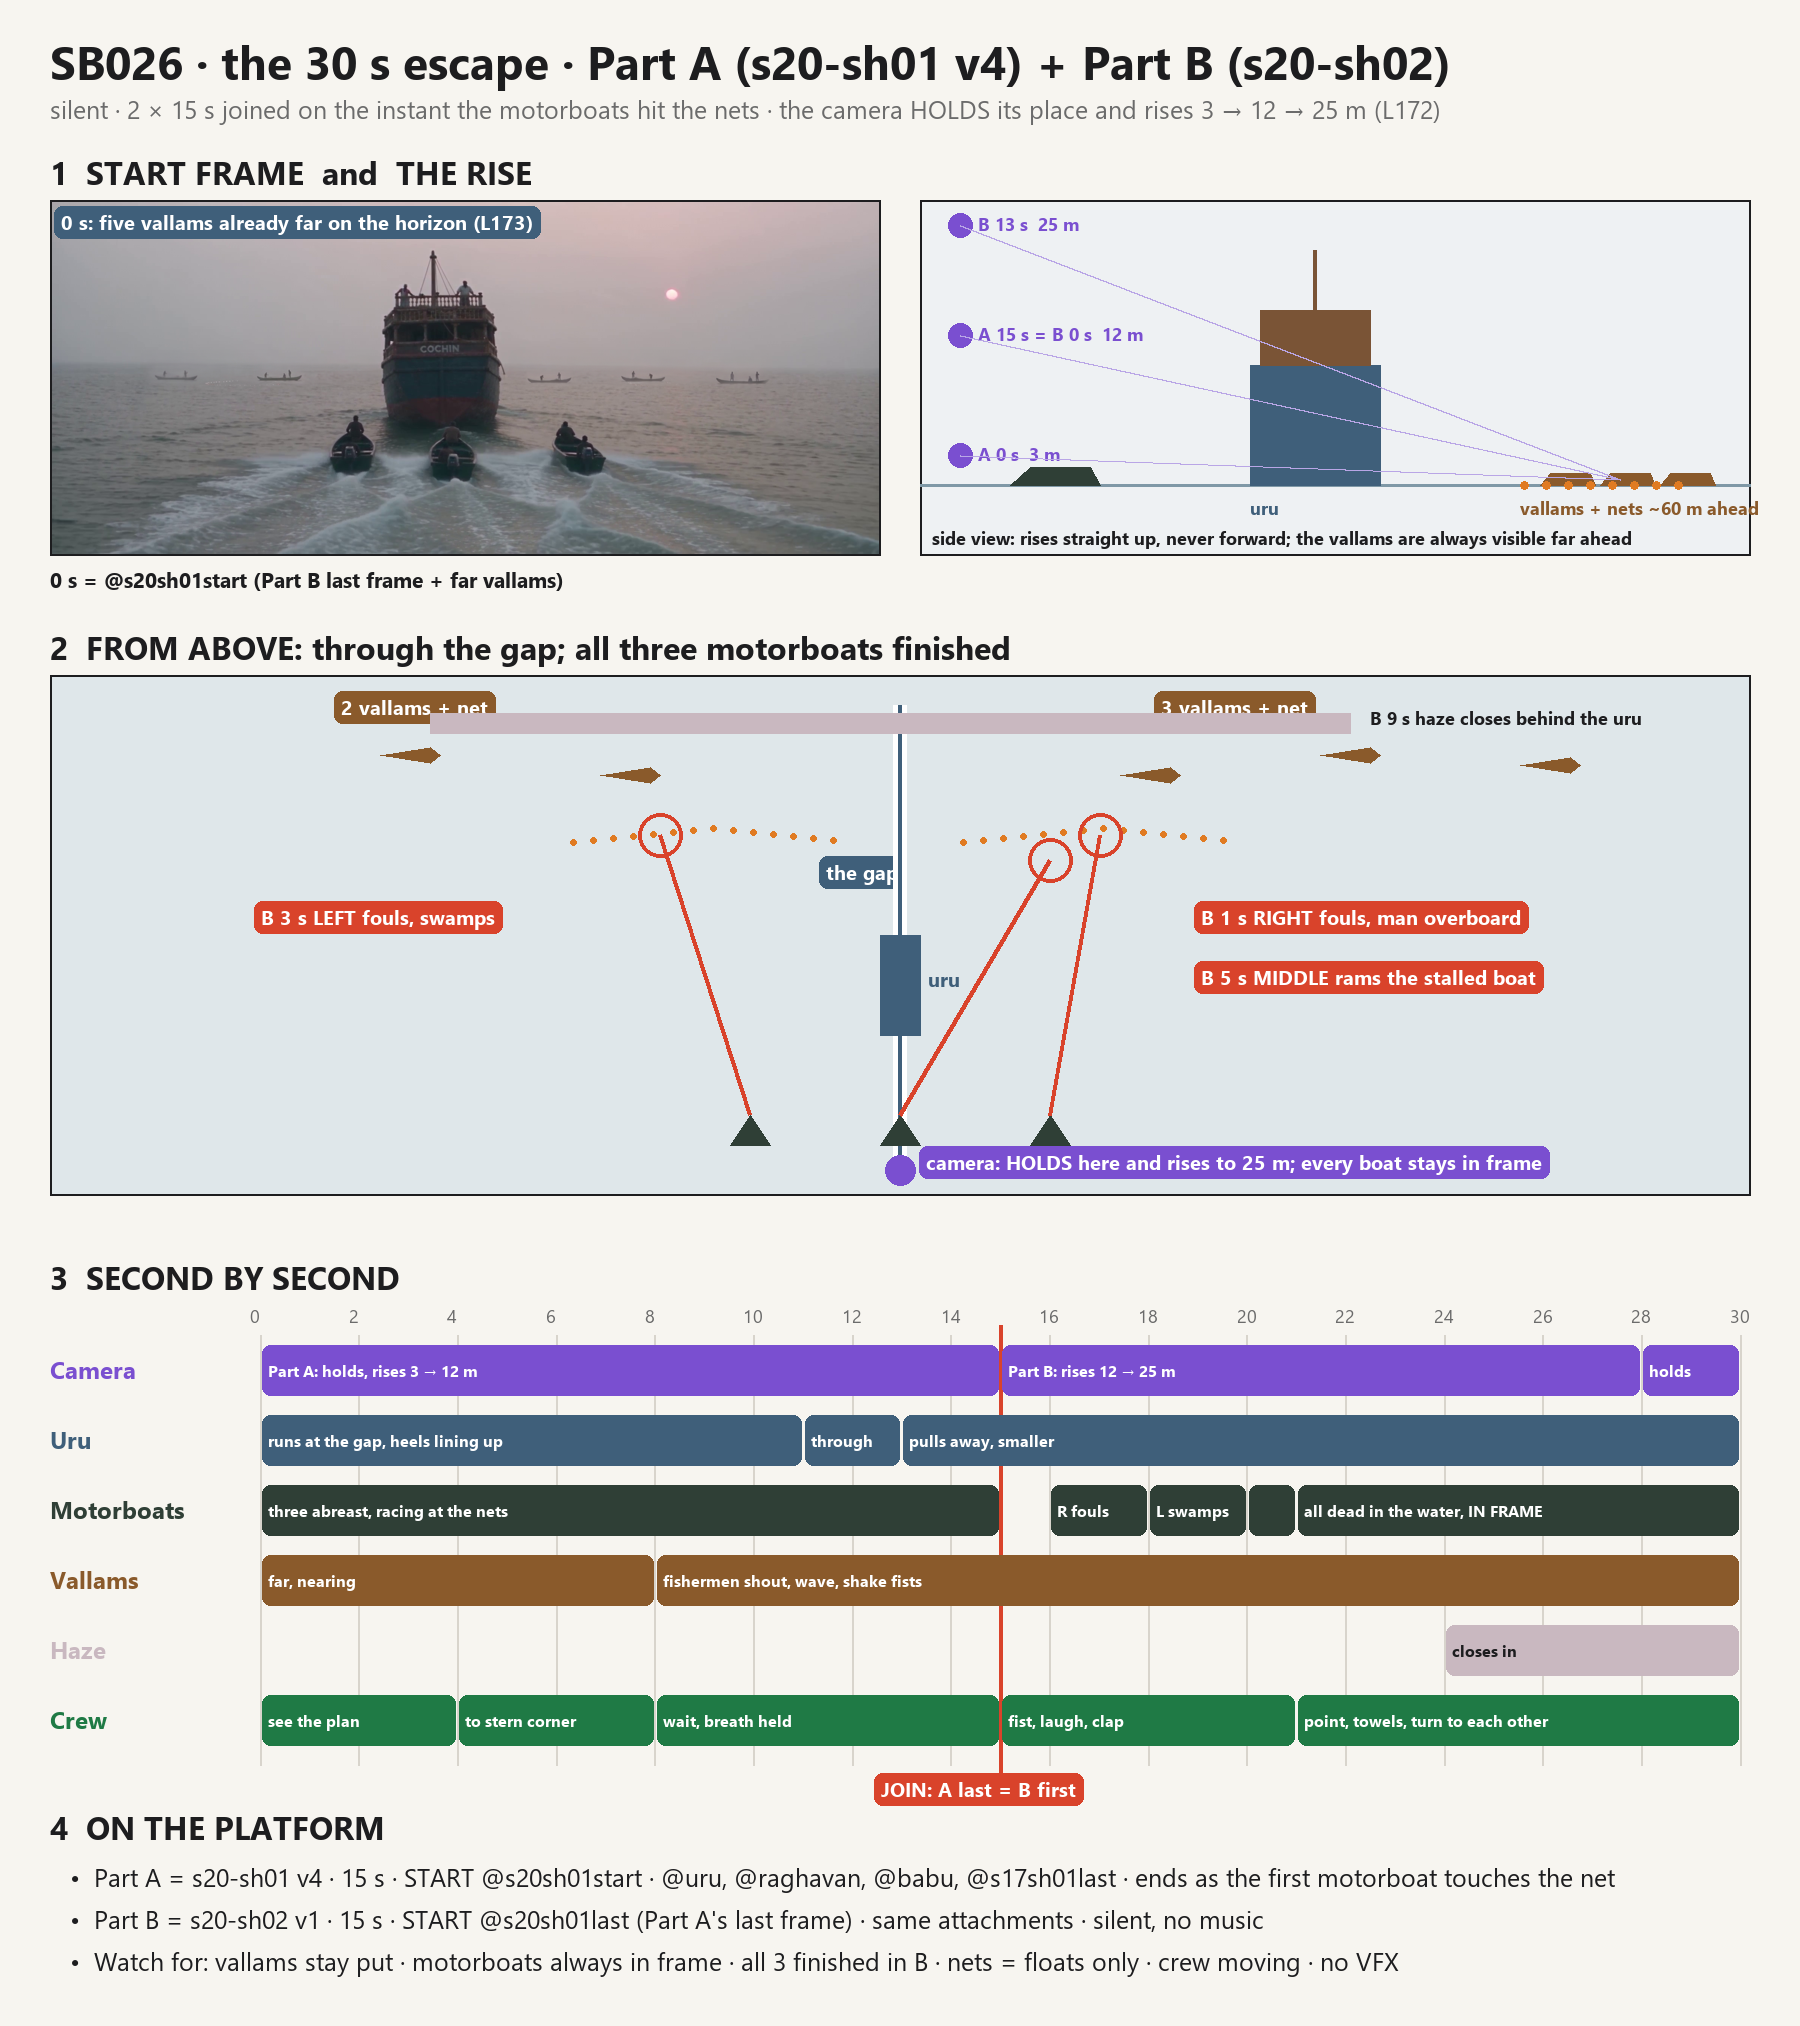 SB026 · the 30 s escape · Part A (s20-sh01 v4) + Part B (s20-sh02)
silent · 2 × 15 s joined on the instant the motorboats hit the nets · the camera HOLDS its place and rises 3 → 12 → 25 m (L172)
1 START FRAME and THE RISE
0 s: five vallams already far on the horizon (L173)
COCHIN
B 13 s 25 m
A 15 s = B 0 s 12 m
A 0 s 3 m
uru
vallams + nets ~60 m ahead
side view: rises straight up, never forward; the vallams are always visible far ahead
0 s = @s20sh01start (Part B last frame + far vallams)
2 FROM ABOVE: through the gap; all three motorboats finished
2 vallams + net
3 vallams + net
B 9 s haze closes behind the uru
the gap
B 3 s LEFT fouls, swamps
B 1 s RIGHT fouls, man overboard
B 5 s MIDDLE rams the stalled boat
uru
camera: HOLDS here and rises to 25 m; every boat stays in frame
3 SECOND BY SECOND
0 2 4 6 8 10 12 14 16 18 20 22 24 26 28 30
Camera Part A: holds, rises 3 → 12 m Part B: rises 12 → 25 m holds
Uru runs at the gap, heels lining up through pulls away, smaller
Motorboats three abreast, racing at the nets R fouls L swamps all dead in the water, IN FRAME
Vallams far, nearing fishermen shout, wave, shake fists
Haze closes in
Crew see the plan to stern corner wait, breath held fist, laugh, clap point, towels, turn to each other
JOIN: A last = B first
4 ON THE PLATFORM
• Part A = s20-sh01 v4 · 15 s · START @s20sh01start · @uru, @raghavan, @babu, @s17sh01last · ends as the first motorboat touches the net
• Part B = s20-sh02 v1 · 15 s · START @s20sh01last (Part A's last frame) · same attachments · silent, no music
• Watch for: vallams stay put · motorboats always in frame · all 3 finished in B · nets = floats only · crew moving · no VFX